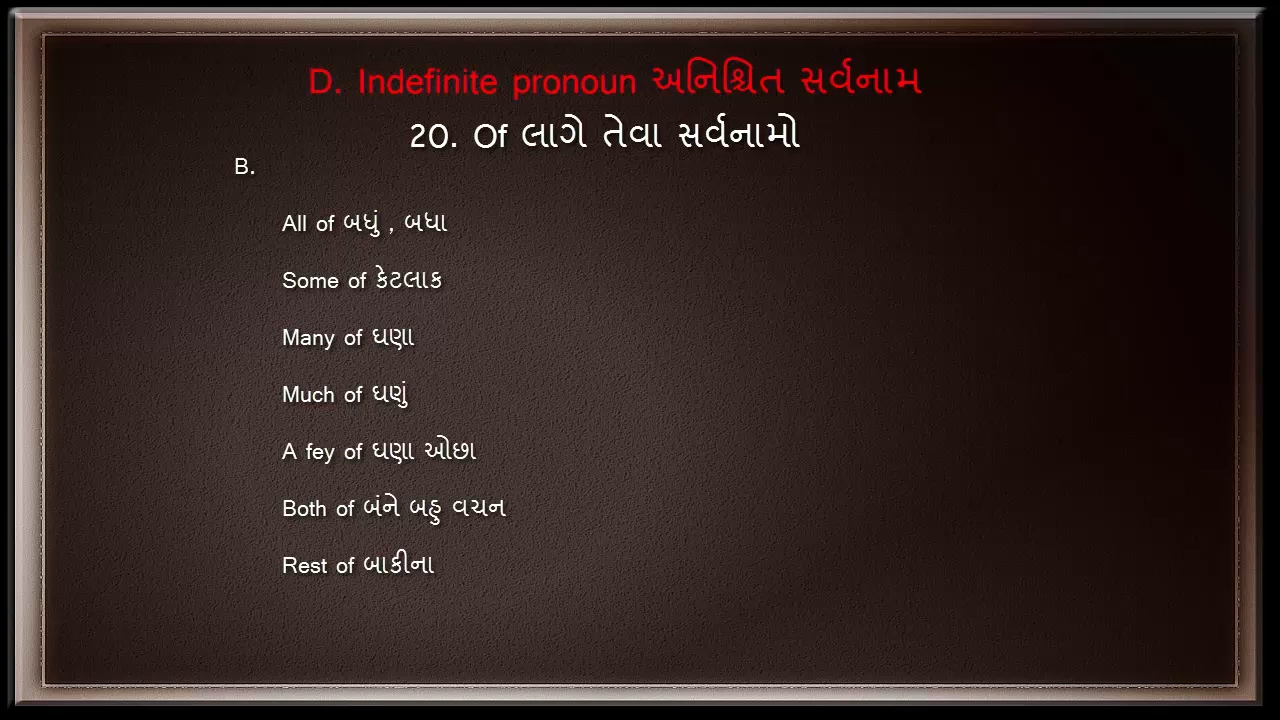 D. Indefinite pronoun અનિશ્ચિત સર્વનામ
20. Of લાગે તેવા સર્વનામો
B.
All of બધું , બધા
Some of કેટલાક
Many of ઘણા
Much of ઘણું
A fey of ઘણા ઓછા
Both of બંને બહુ વચન
Rest of બાકીના